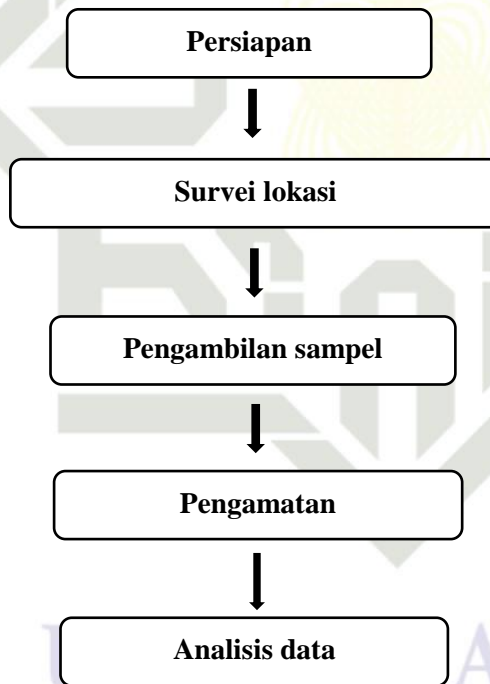 Persiapan
Survei lokasi
Pengambilan sampel
Pengamatan
Analisis data